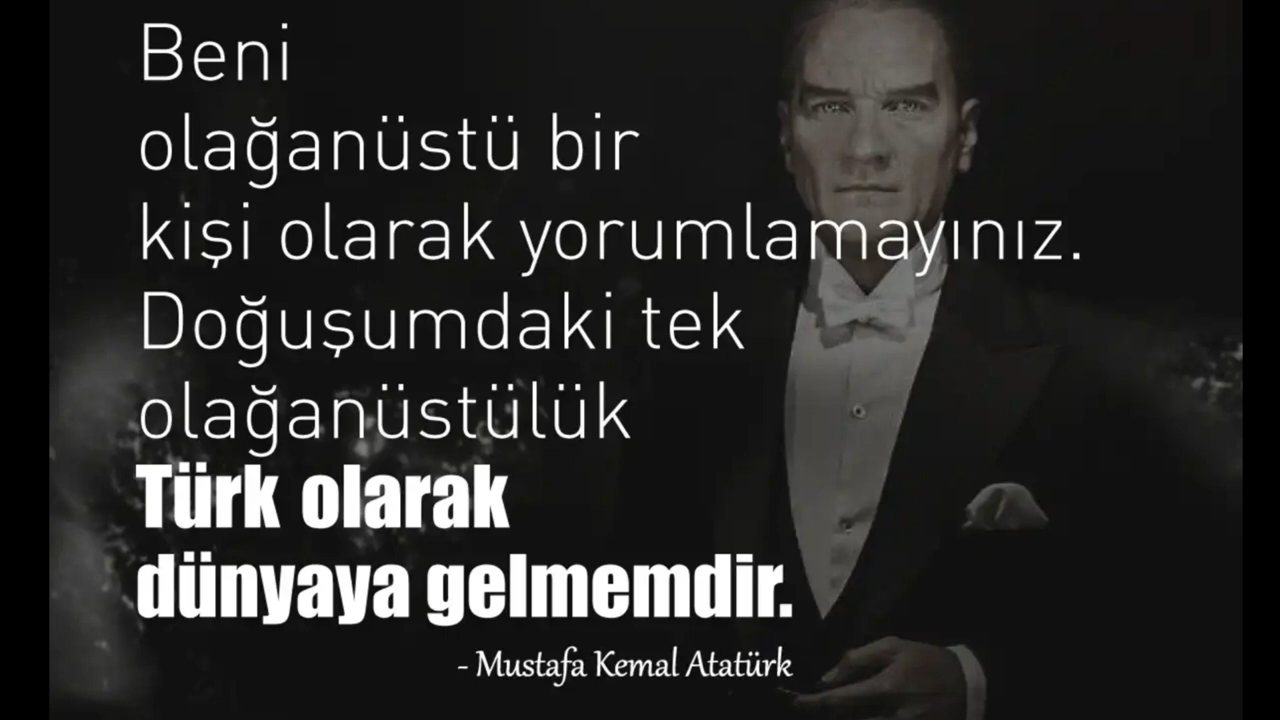 Beni
olağanüstü bir
kişi olarak yorumlamayınız.
Doğuşumdaki tek
olağanüstülük
Türk olarak
dünyaya gelmemdir.
- Mustafa Kemal Atatürk